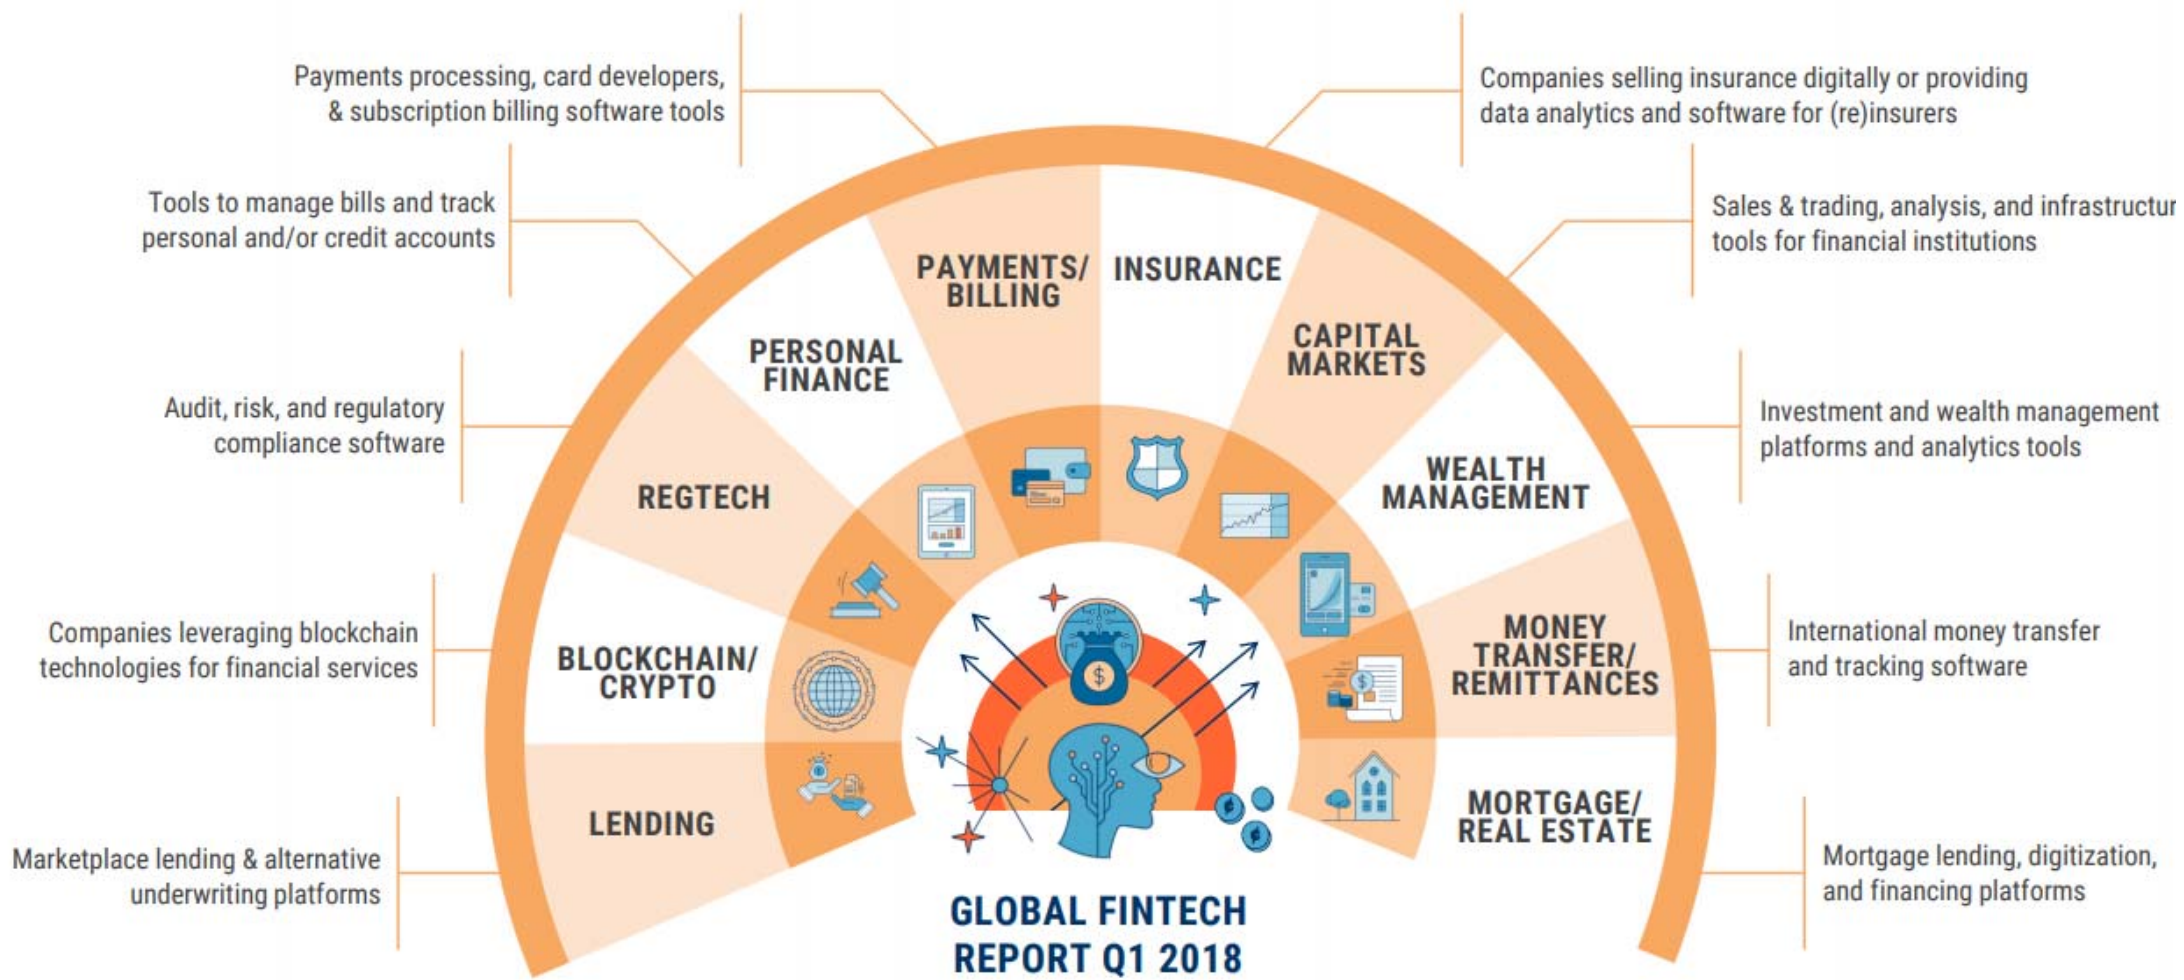 Payments processing, card developers,
& subscription billing software tools
Companies selling insurance digitally or providing
data analytics and software for (re)insurers
Tools to manage bills and track
personal and/or credit accounts
Sales & trading, analysis, and infrastructur
tools for financial institutions
PAYMENTS/
BILLING
INSURANCE
PERSONAL
FINANCE
CAPITAL
MARKETS
Audit, risk, and regulatory
compliance software
Investment and wealth management
platforms and analytics tools
REGTECH
WEALTH
MANAGEMENT
Companies leveraging blockchain
technologies for financial services
BLOCKCHAIN/
CRYPTO
MONEY
TRANSFER/
REMITTANCES
International money transfer
and tracking software
LENDING
MORTGAGE/
REAL ESTATE
Marketplace lending & alternative
underwriting platforms
Mortgage lending, digitization,
and financing platforms
GLOBAL FINTECH
REPORT Q1 2018